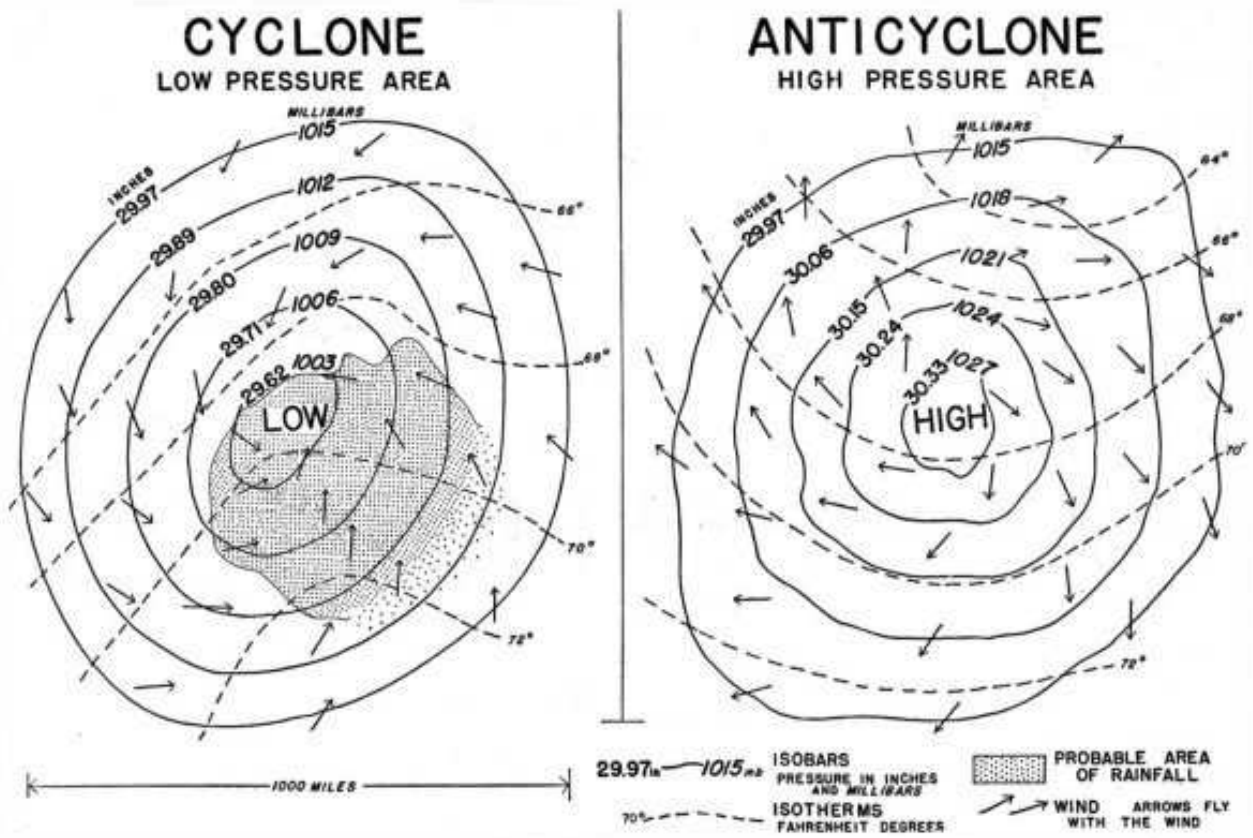 CYCLONE
LOW PRESSURE AREA
MILLIBARS
1015
INCHES
29.97
1012
29.89
66°
1009
29.80
1006
29.71
68°
1003
29.62
LOW
70°
72°
1000 MILES
ANTICYCLONE
HIGH PRESSURE AREA
MILLIBARS
1015
64°
INCHES
29.97
1018
66°
30.06
1021
30.15
1024
68°
30.24
1027
30.33
HIGH
70°
72°
29.97 in 1015 mb ISOBARS
PRESSURE IN INCHES
AND MILLIBARS
70° ISOTHERMS
FAHRENHEIT DEGREES
PROBABLE AREA
OF RAINFALL
WIND ARROWS FLY
WITH THE WIND